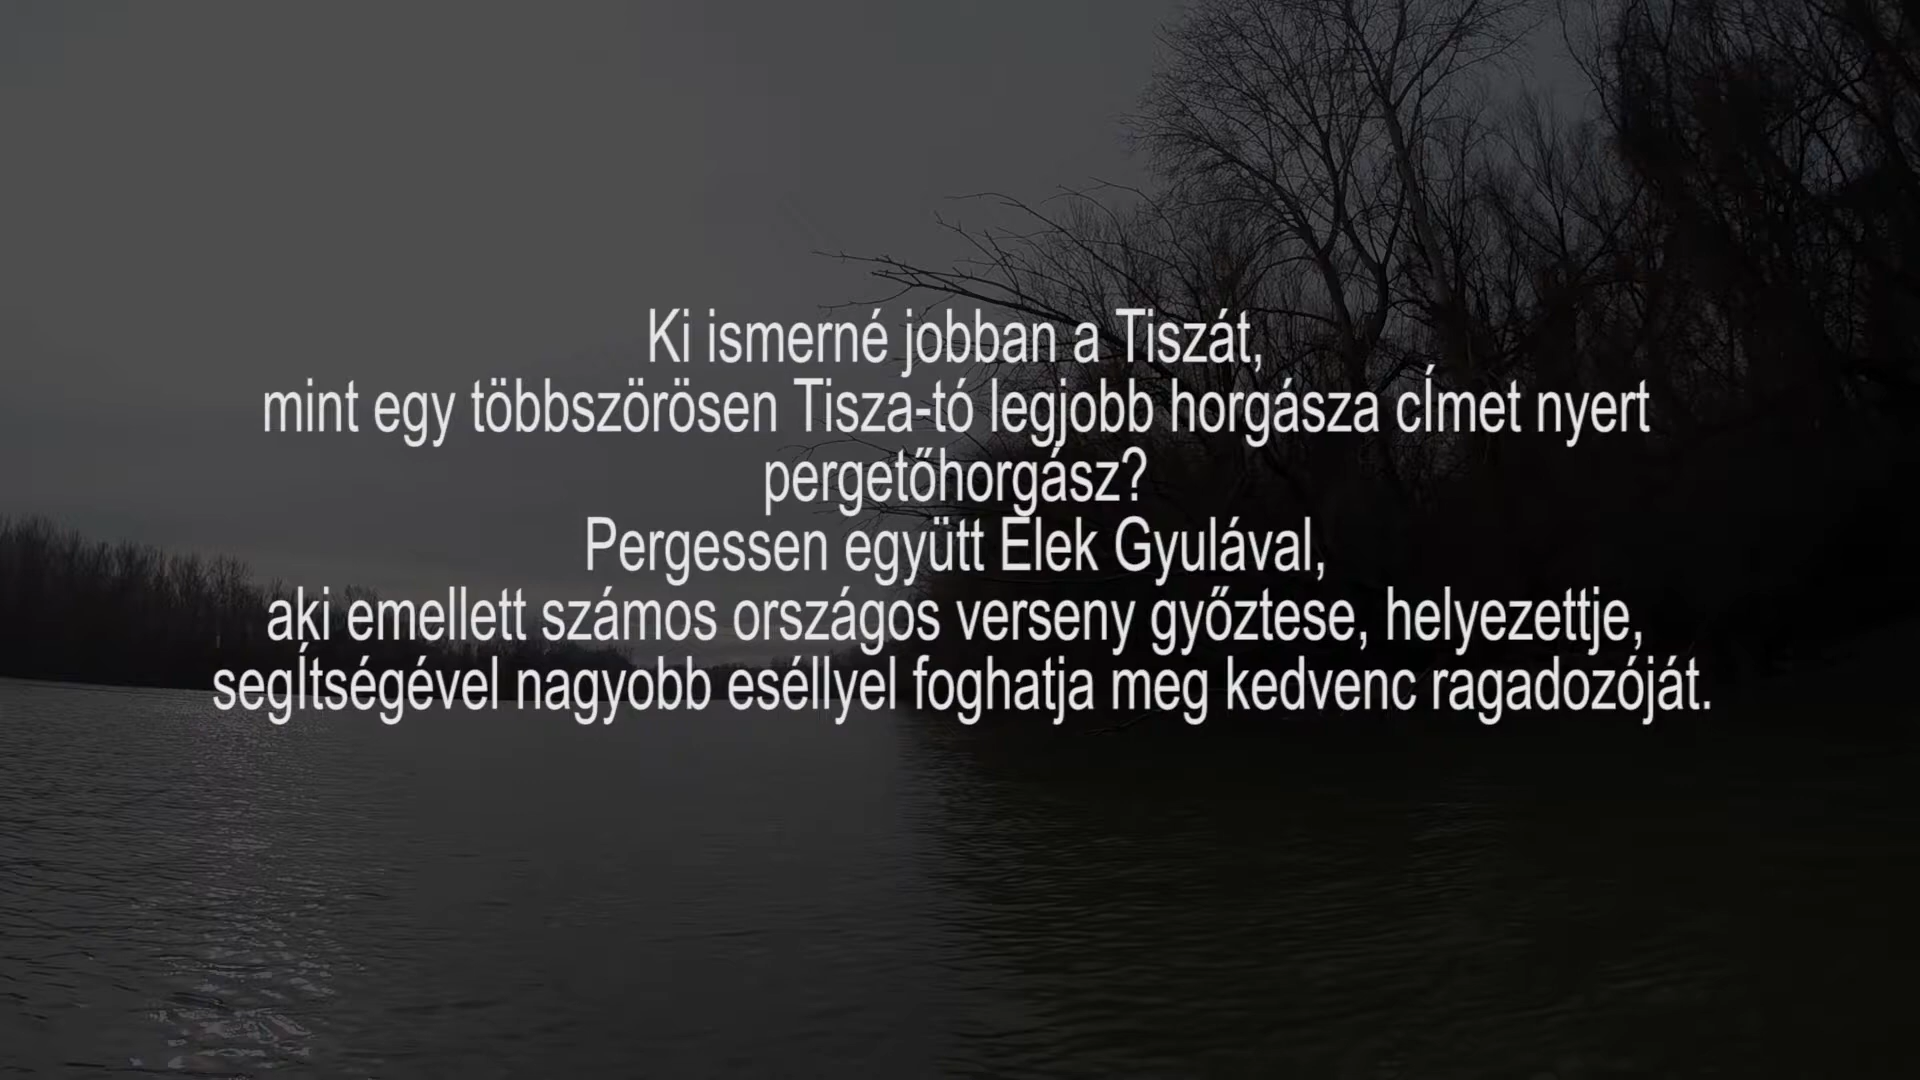 Ki ismerné jobban a Tiszát,
mint egy többszörösen Tisza-tó legjobb horgásza cÍmet nyert
pergetőhorgász?
Pergessen együtt Élek Gyulával,
aki emellett számos országos verseny győztese, helyezettje,
segÍtségével nagyobb eséllyel foghatja meg kedvenc ragadozóját.